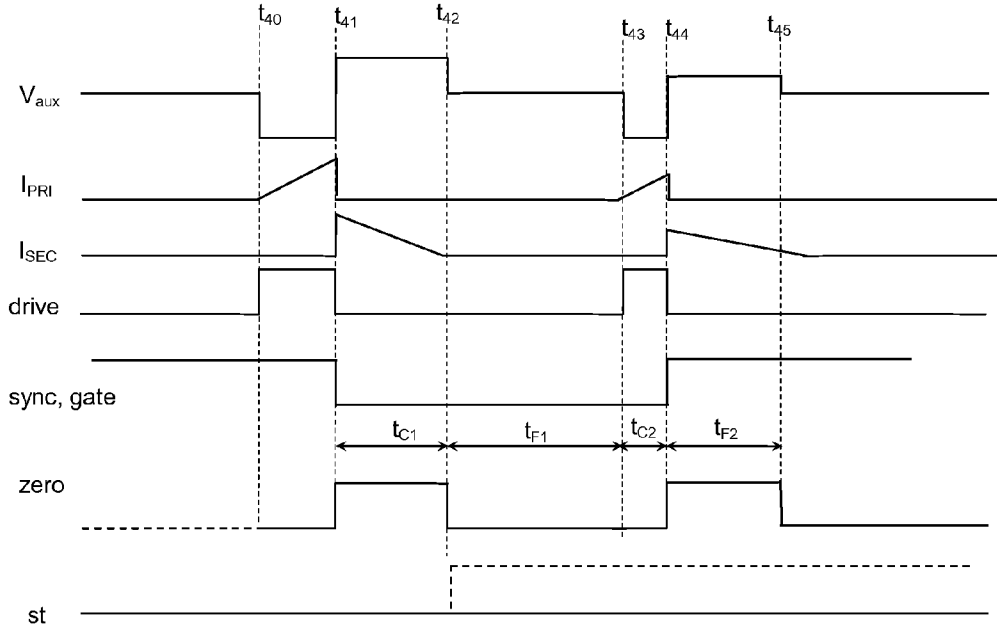 t40 t41 t42 t43 t44 t45
Vaux
IPRI
ISEC
drive
sync, gate
tC1 tF1 tC2 tF2
zero
st